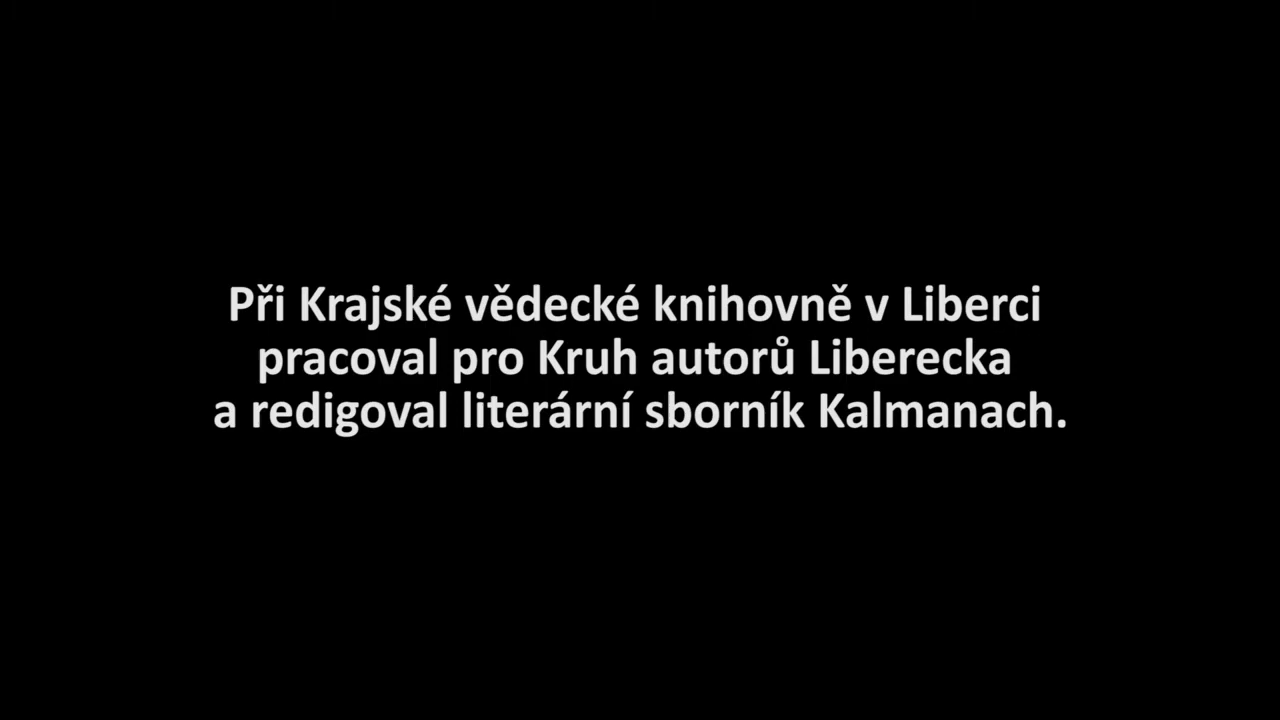 Při Krajské vědecké knihovně v Liberci
pracoval pro Kruh autorů Liberecka
a redigoval literární sborník Kalmanach.